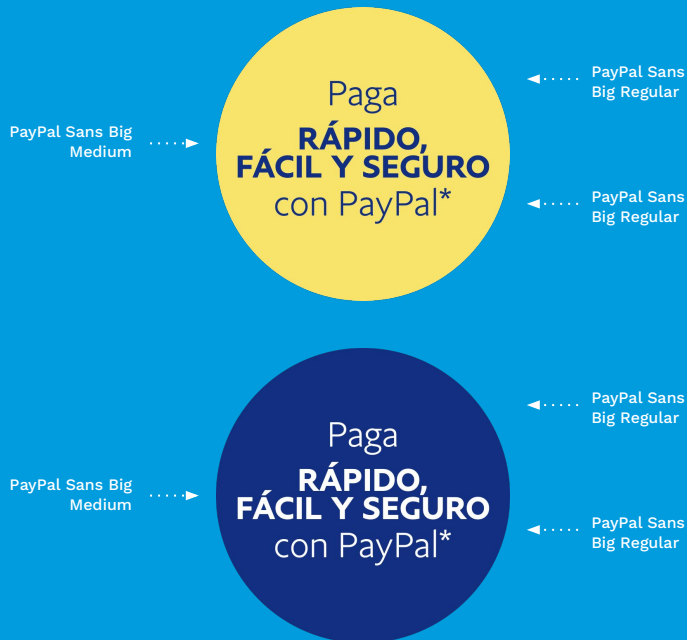 PayPal Sans
Big Regular
Paga
PayPal Sans Big
Medium
RÁPIDO,
FÁCIL Y SEGURO
con PayPal*
PayPal Sans
Big Regular
PayPal Sans
Big Regular
Paga
PayPal Sans Big
Medium
RÁPIDO,
FÁCIL Y SEGURO
con PayPal*
PayPal Sans
Big Regular